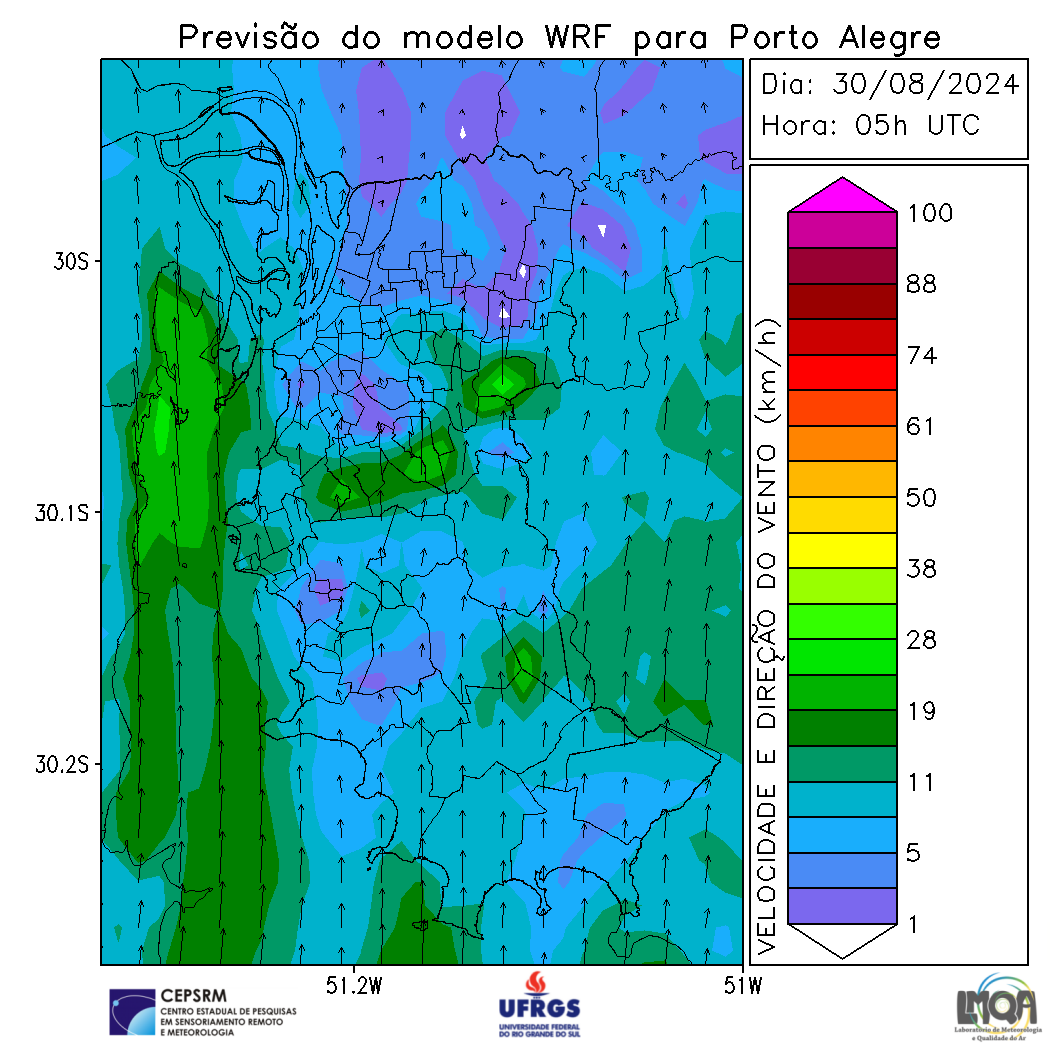 Previsão do modelo WRF para Porto Alegre
Dia: 30/08/2024
Hora: 05h UTC
30S
30.1S
30.2S
51.2W
51W
VELOCIDADE E DIREÇÃO DO VENTO (km/h)
100
88
74
61
50
38
28
19
11
5
1
CEPSRM
CENTRO ESTADUAL DE PESQUISAS
EM SENSORIAMENTO REMOTO
E METEOROLOGIA
UFRGS
UNIVERSIDADE FEDERAL
DO RIO GRANDE DO SUL
LMQA
Laboratório de Meteorologia
e Qualidade do Ar